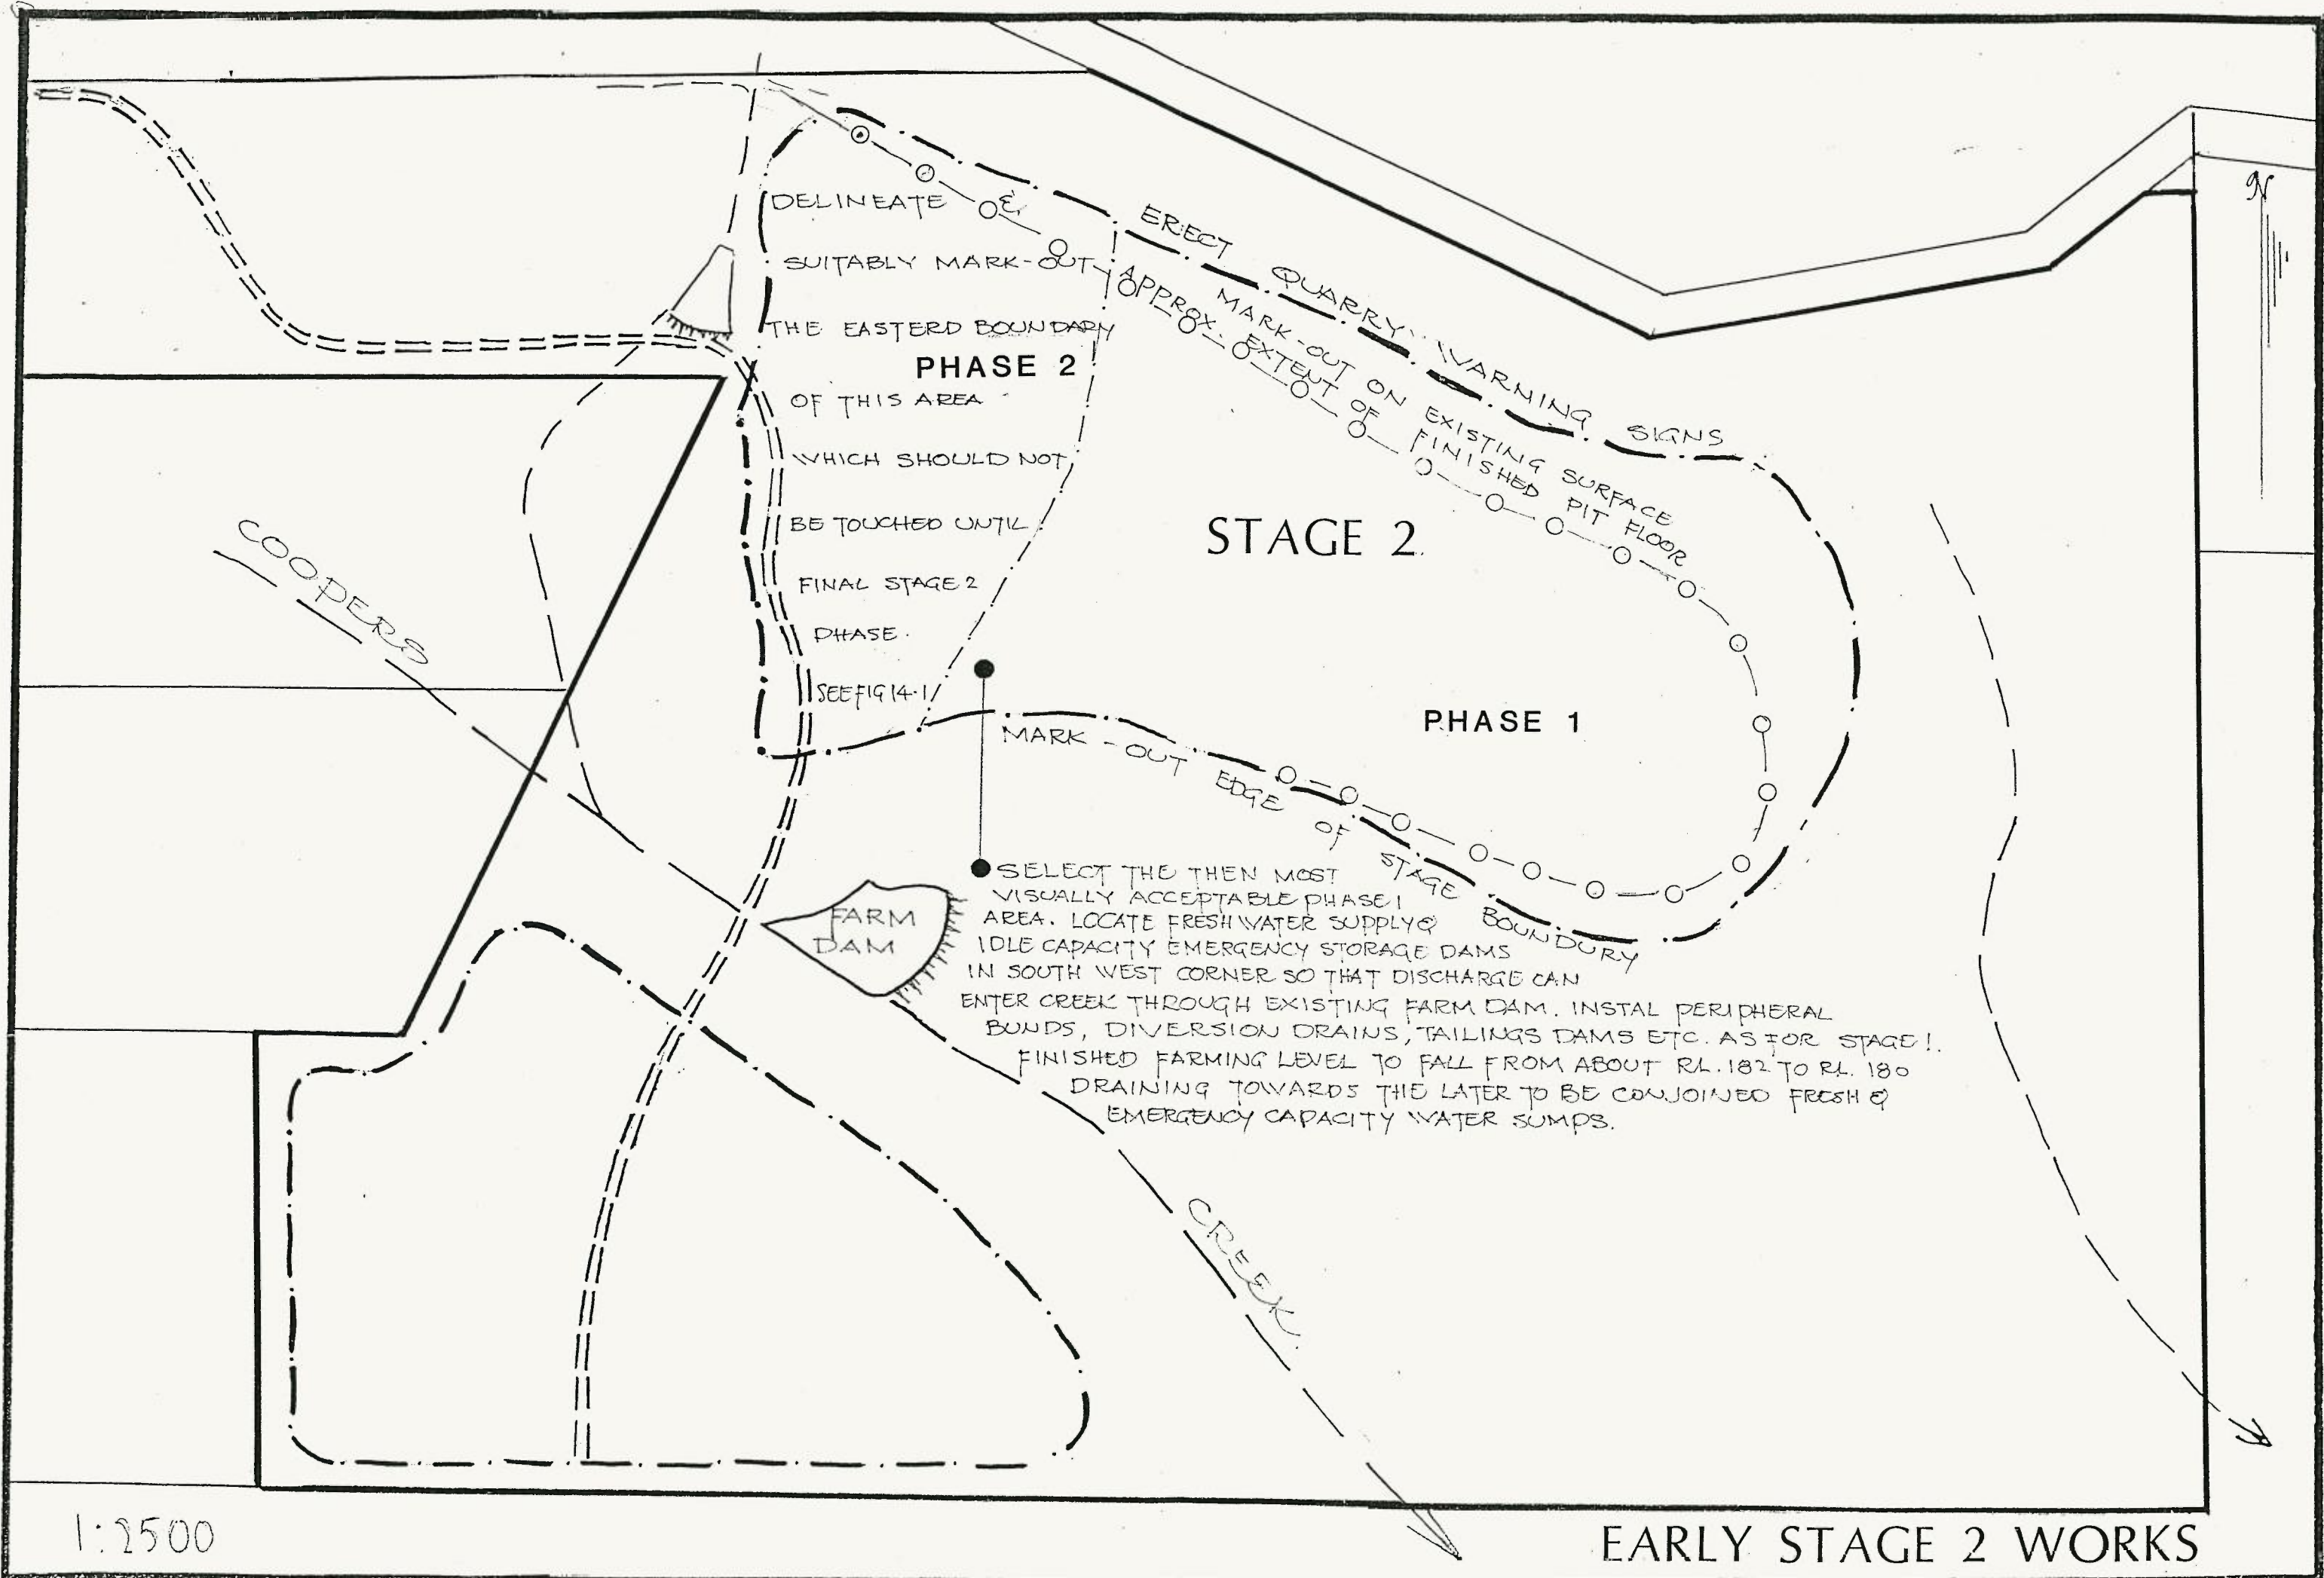 N
DELINEATE &
SUITABLY MARK-OUT
THE EASTERD BOUNDARY
PHASE 2
OF THIS AREA
WHICH SHOULD NOT
BE TOUCHED UNTIL
FINAL STAGE 2
PHASE.
SEE FIG 14.1
ERECT QUARRY WARNING SIGNS
MARK-OUT ON EXISTING SURFACE
APPROX. EXTENT OF FINISHED PIT FLOOR
STAGE 2.
PHASE 1
COOPERS
MARK-OUT EDGE OF STAGE BOUNDURY
FARM
DAM
SELECT THE THEN MOST
VISUALLY ACCEPTABLE PHASE 1
AREA. LOCATE FRESH WATER SUPPLY &
IDLE CAPACITY EMERGENCY STORAGE DAMS
IN SOUTH WEST CORNER SO THAT DISCHARGE CAN
ENTER CREEK THROUGH EXISTING FARM DAM. INSTAL PERIPHERAL
BUNDS, DIVERSION DRAINS, TAILINGS DAMS ETC. AS FOR STAGE 1.
FINISHED FARMING LEVEL TO FALL FROM ABOUT RL. 182 TO RL. 180
DRAINING TOWARDS THE LATER TO BE CONJOINED FRESH &
EMERGENCY CAPACITY WATER SUMPS.
CREEK.
1:2500
EARLY STAGE 2 WORKS